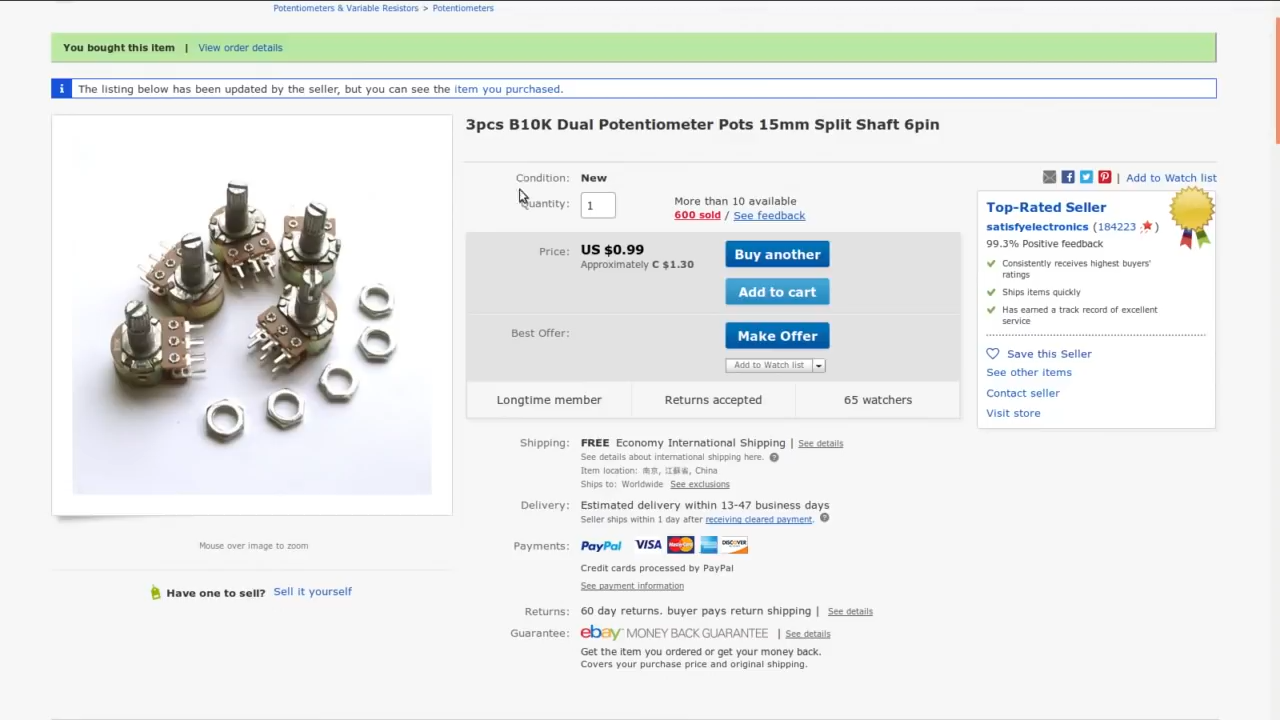 Potentiometers & Variable Resistors > Potentiometers
You bought this item | View order details
i The listing below has been updated by the seller, but you can see the item you purchased.
3pcs B10K Dual Potentiometer Pots 15mm Split Shaft 6pin
Condition: New
Quantity: 1
More than 10 available
600 sold / See feedback
Price: US $0.99
Approximately C $1.30
Buy another
Add to cart
Best Offer:
Make Offer
Add to Watch list
Longtime member
Returns accepted
65 watchers
Shipping: FREE Economy International Shipping | See details
See details about international shipping here. ?
Item location: 南京, 江蘇省, China
Ships to: Worldwide See exclusions
Delivery: Estimated delivery within 13-47 business days
Seller ships within 1 day after receiving cleared payment. ?
Payments: PayPal VISA MasterCard DISCOVER
Credit cards processed by PayPal
See payment information
Returns: 60 day returns. buyer pays return shipping | See details
Guarantee: ebay MONEY BACK GUARANTEE | See details
Get the item you ordered or get your money back.
Covers your purchase price and original shipping.
| Add to Watch list
Top-Rated Seller
satisfyelectronics (184223)
99.3% Positive feedback
Consistently receives highest buyers'
ratings
Ships items quickly
Has earned a track record of excellent
service
Save this Seller
See other items
Contact seller
Visit store
Mouse over image to zoom
Have one to sell? Sell it yourself